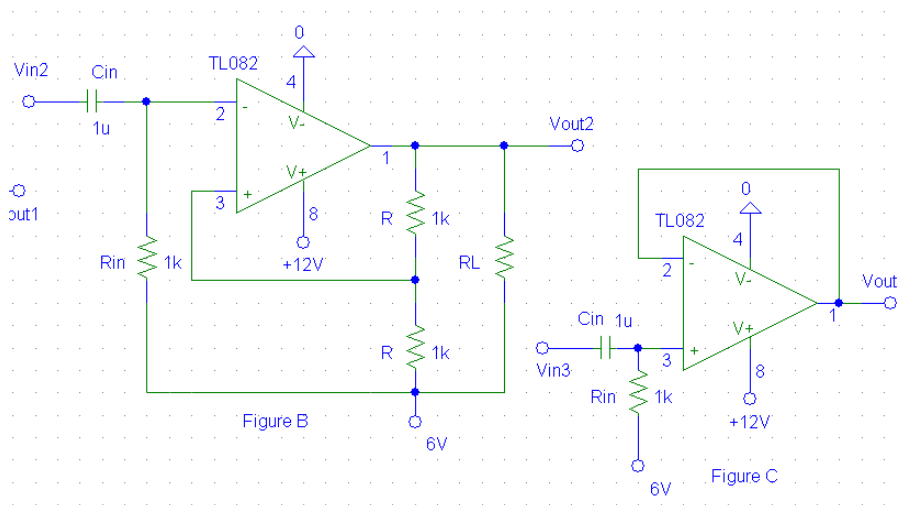 0
TL082
Vin2
Cin
4
2
-
1u
V-
Vout2
1
V+
3
+
8
R
1k
+12V
Rin
1k
RL
R
1k
6V
Figure B
0
TL082
4
2
-
V-
Vout
1
Cin
1u
V+
3
+
Vin3
8
Rin
1k
+12V
6V
Figure C